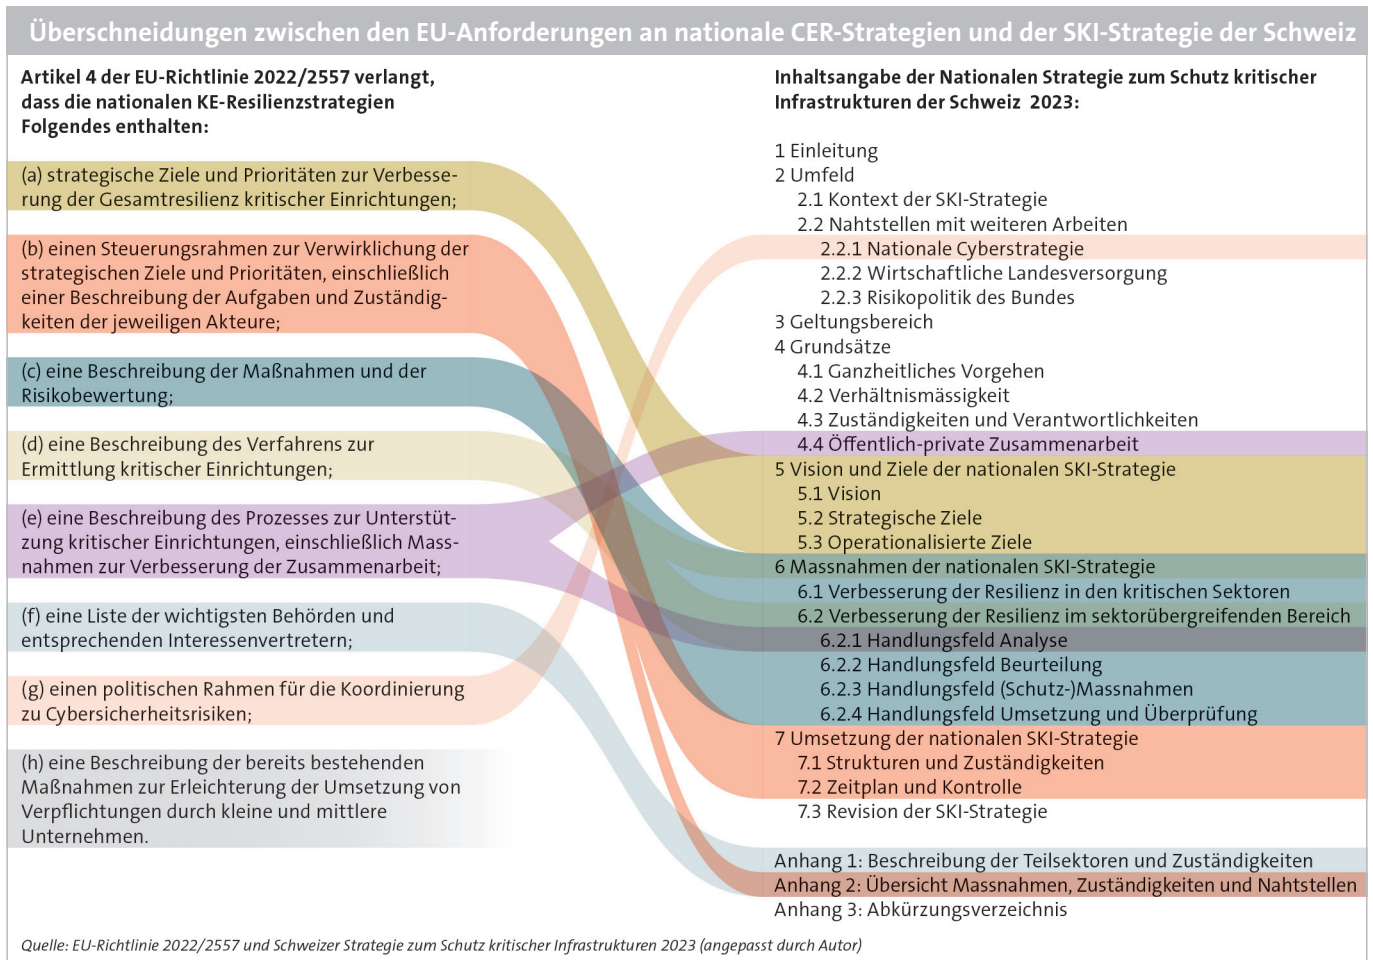 Überschneidungen zwischen den EU-Anforderungen an nationale CER-Strategien und der SKI-Strategie der Schweiz
Artikel 4 der EU-Richtlinie 2022/2557 verlangt,
dass die nationalen KE-Resilienzstrategien
Folgendes enthalten:
(a) strategische Ziele und Prioritäten zur Verbesse-
rung der Gesamtresilienz kritischer Einrichtungen;
(b) einen Steuerungsrahmen zur Verwirklichung der
strategischen Ziele und Prioritäten, einschließlich
einer Beschreibung der Aufgaben und Zuständig-
keiten der jeweiligen Akteure;
(c) eine Beschreibung der Maßnahmen und der
Risikobewertung;
(d) eine Beschreibung des Verfahrens zur
Ermittlung kritischer Einrichtungen;
(e) eine Beschreibung des Prozesses zur Unterstüt-
zung kritischer Einrichtungen, einschließlich Mass-
nahmen zur Verbesserung der Zusammenarbeit;
(f) eine Liste der wichtigsten Behörden und
entsprechenden Interessenvertretern;
(g) einen politischen Rahmen für die Koordinierung
zu Cybersicherheitsrisiken;
(h) eine Beschreibung der bereits bestehenden
Maßnahmen zur Erleichterung der Umsetzung von
Verpflichtungen durch kleine und mittlere
Unternehmen.
Inhaltsangabe der Nationalen Strategie zum Schutz kritischer
Infrastrukturen der Schweiz 2023:
1 Einleitung
2 Umfeld
2.1 Kontext der SKI-Strategie
2.2 Nahtstellen mit weiteren Arbeiten
2.2.1 Nationale Cyberstrategie
2.2.2 Wirtschaftliche Landesversorgung
2.2.3 Risikopolitik des Bundes
3 Geltungsbereich
4 Grundsätze
4.1 Ganzheitliches Vorgehen
4.2 Verhältnismässigkeit
4.3 Zuständigkeiten und Verantwortlichkeiten
4.4 Öffentlich-private Zusammenarbeit
5 Vision und Ziele der nationalen SKI-Strategie
5.1 Vision
5.2 Strategische Ziele
5.3 Operationalisierte Ziele
6 Massnahmen der nationalen SKI-Strategie
6.1 Verbesserung der Resilienz in den kritischen Sektoren
6.2 Verbesserung der Resilienz im sektorübergreifenden Bereich
6.2.1 Handlungsfeld Analyse
6.2.2 Handlungsfeld Beurteilung
6.2.3 Handlungsfeld (Schutz-)Massnahmen
6.2.4 Handlungsfeld Umsetzung und Überprüfung
7 Umsetzung der nationalen SKI-Strategie
7.1 Strukturen und Zuständigkeiten
7.2 Zeitplan und Kontrolle
7.3 Revision der SKI-Strategie
Anhang 1: Beschreibung der Teilsektoren und Zuständigkeiten
Anhang 2: Übersicht Massnahmen, Zuständigkeiten und Nahtstellen
Anhang 3: Abkürzungsverzeichnis
Quelle: EU-Richtlinie 2022/2557 und Schweizer Strategie zum Schutz kritischer Infrastrukturen 2023 (angepasst durch Autor)